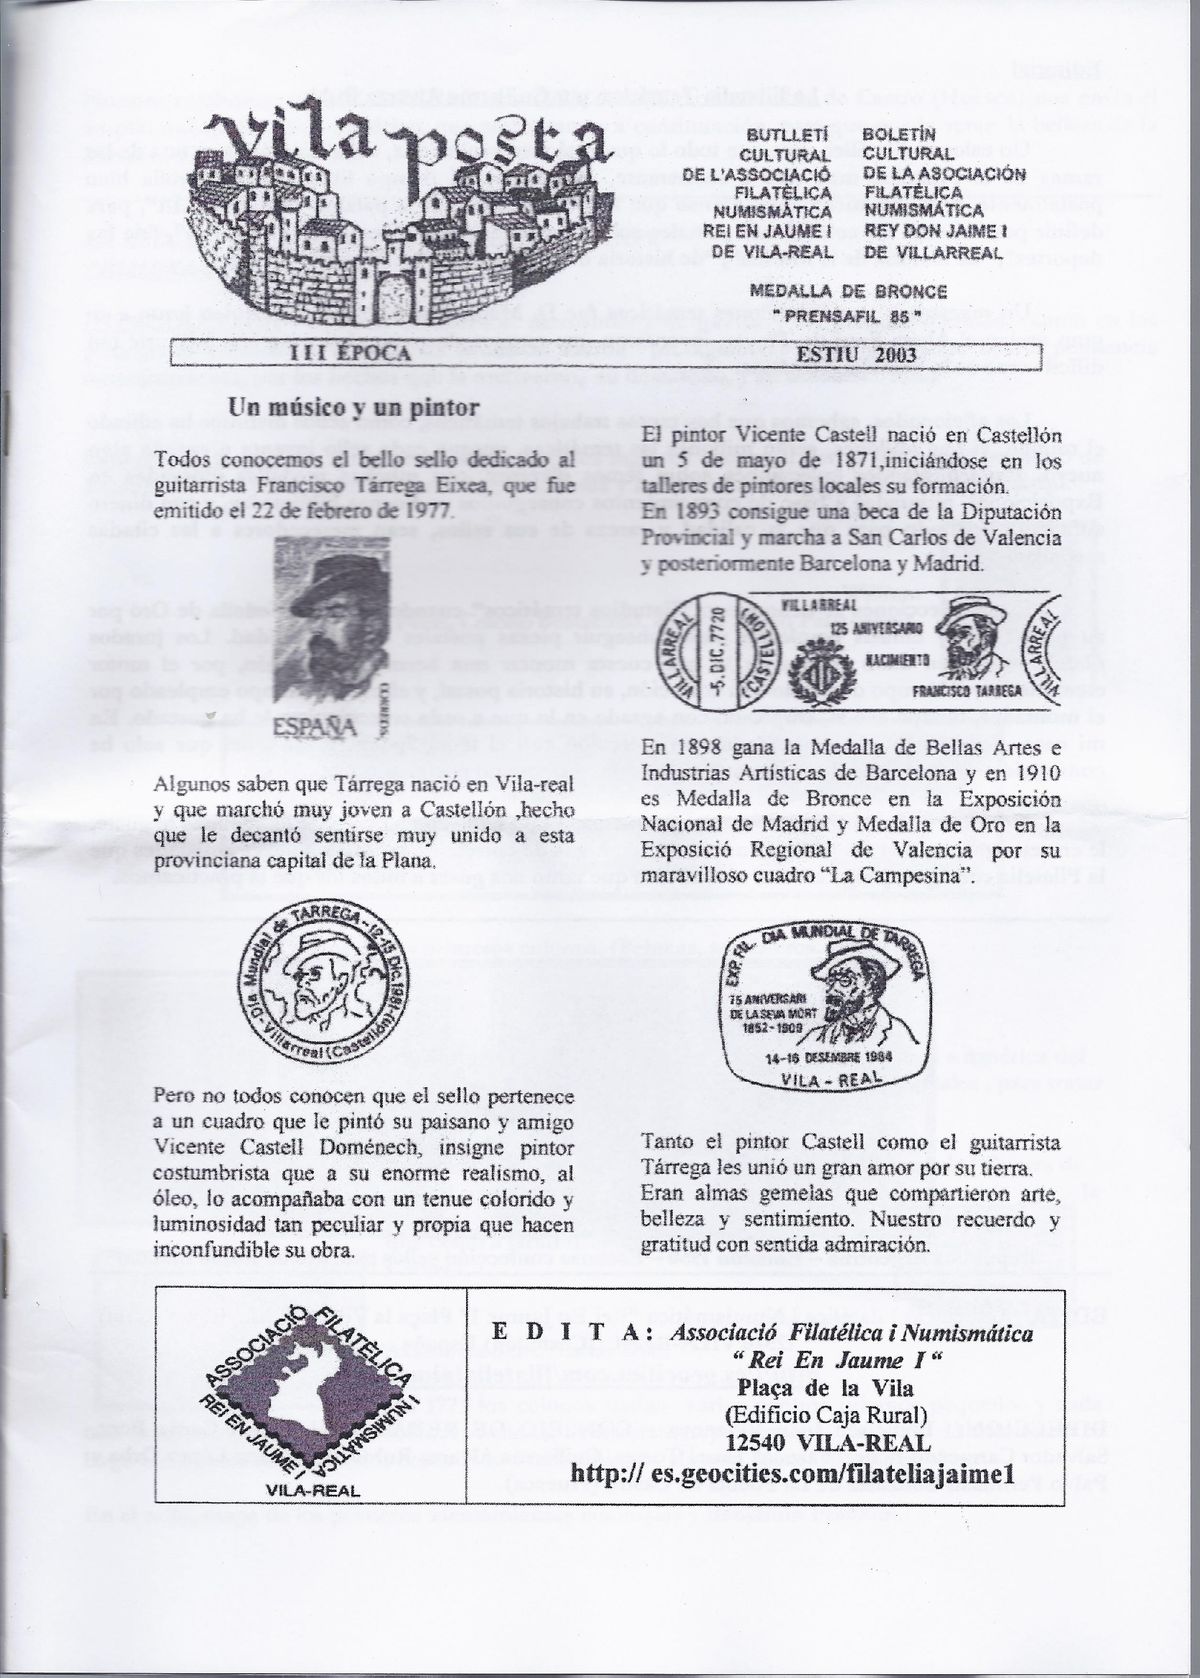 vila posta
BUTLLETÍ
CULTURAL
DE L'ASSOCIACIÓ
FILATÈLICA
NUMISMÀTICA
REI EN JAUME I
DE VILA-REAL
BOLETÍN
CULTURAL
DE LA ASOCIACIÓN
FILATÉLICA
NUMISMÁTICA
REY DON JAIME I
DE VILLARREAL
MEDALLA DE BRONCE
" PRENSAFIL 85 "
III ÉPOCA
ESTIU 2003
Un músico y un pintor
Todos conocemos el bello sello dedicado al
guitarrista Francisco Tárrega Eixea, que fue
emitido el 22 de febrero de 1977.
ESPAÑA
CORREOS
Algunos saben que Tárrega nació en Vila-real
y que marchó muy joven a Castellón ,hecho
que le decantó sentirse muy unido a esta
provinciana capital de la Plana.
Día Mundial de TARREGA-12-15 Dic.1981-
Villarreal (Castellón)
Pero no todos conocen que el sello pertenece
a un cuadro que le pintó su paisano y amigo
Vicente Castell Doménech, insigne pintor
costumbrista que a su enorme realismo, al
óleo, lo acompañaba con un tenue colorido y
luminosidad tan peculiar y propia que hacen
inconfundible su obra.
El pintor Vicente Castell nació en Castellón
un 5 de mayo de 1871,iniciándose en los
talleres de pintores locales su formación.
En 1893 consigue una beca de la Diputación
Provincial y marcha a San Carlos de Valencia
y posteriormente Barcelona y Madrid.
VILLARREAL
-5.DIC.7720
(CASTELLON)
VILLARREAL
125 ANIVERSARIO
NACIMIENTO
FRANCISCO TARREGA
VILLARREAL
En 1898 gana la Medalla de Bellas Artes e
Industrias Artísticas de Barcelona y en 1910
es Medalla de Bronce en la Exposición
Nacional de Madrid y Medalla de Oro en la
Exposició Regional de Valencia por su
maravilloso cuadro “La Campesina”.
EXP. FIL. DIA MUNDIAL DE TARREGA
75 ANIVERSARI
DE LA SEVA MORT
1852-1909
14-16 DESEMBRE 1984
VILA - REAL
Tanto el pintor Castell como el guitarrista
Tárrega les unió un gran amor por su tierra.
Eran almas gemelas que compartieron arte,
belleza y sentimiento. Nuestro recuerdo y
gratitud con sentida admiración.
ASSOCIACIÓ FILATÈLICA
REI EN JAUME I
I NUMISMÀTICA
VILA-REAL
E D I T A: Associació Filatélica i Numismática
“ Rei En Jaume I “
Plaça de la Vila
(Edificio Caja Rural)
12540 VILA-REAL
http:// es.geocities.com/filateliajaime1